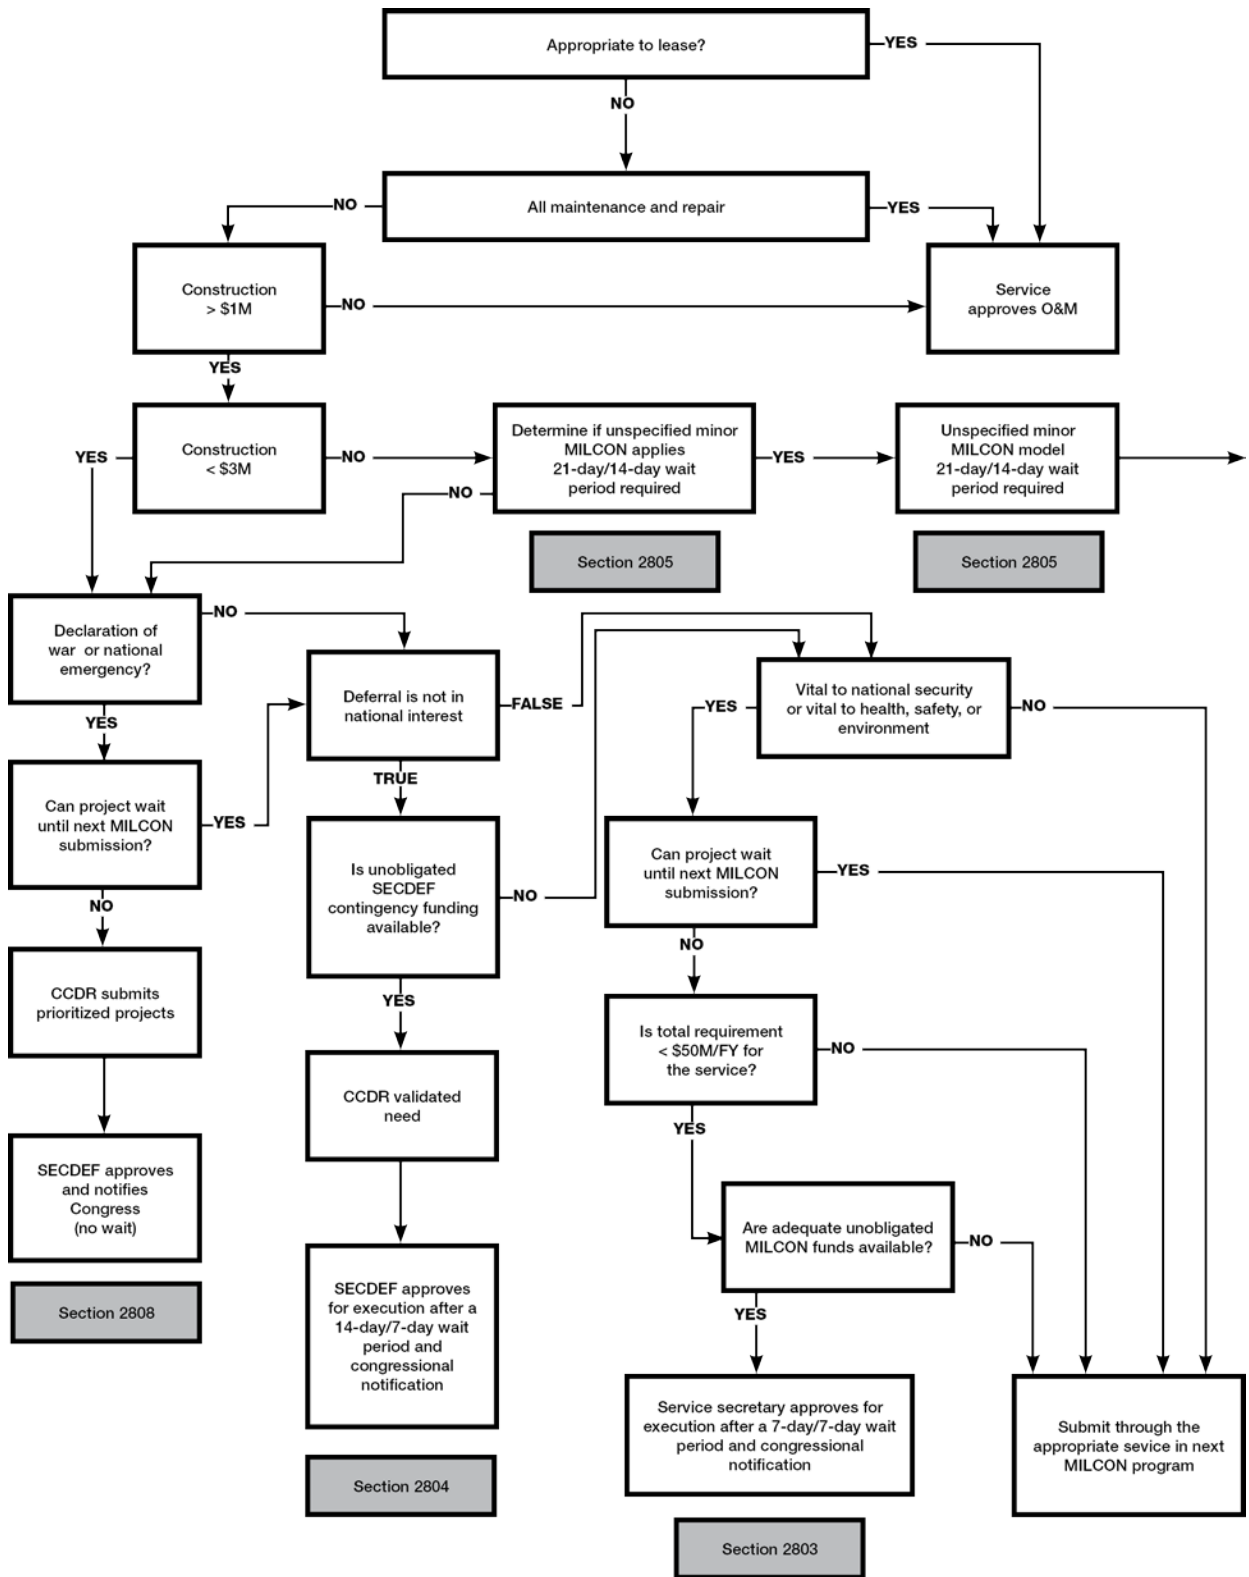 Appropriate to lease?
YES
NO
All maintenance and repair
NO
YES
Construction
> $1M
NO
Service
approves O&M
YES
Construction
< $3M
YES
NO
Determine if unspecified minor
MILCON applies
21-day/14-day wait
period required
YES
Unspecified minor
MILCON model
21-day/14-day wait
period required
NO
Section 2805
Section 2805
Declaration of
war or national
emergency?
NO
YES
Deferral is not in
national interest
FALSE
TRUE
Vital to national security
or vital to health, safety, or
environment
YES
NO
Can project wait
until next MILCON
submission?
YES
NO
Is unobligated
SECDEF
contingency funding
available?
NO
YES
Can project wait
until next MILCON
submission?
YES
NO
CCDR submits
prioritized projects
Is total requirement
< $50M/FY for
the service?
NO
YES
CCDR validated
need
SECDEF approves
and notifies
Congress
(no wait)
Section 2808
Are adequate unobligated
MILCON funds available?
NO
YES
SECDEF approves
for execution after a
14-day/7-day wait
period and
congressional
notification
Section 2804
Service secretary approves for
execution after a 7-day/7-day wait
period and congressional
notification
Section 2803
Submit through the
appropriate sevice in next
MILCON program